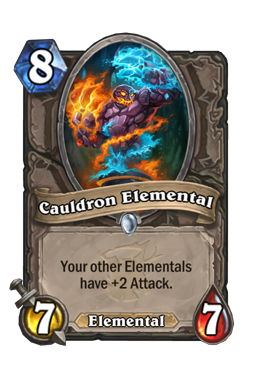 8
Cauldron Elemental
Your other Elementals
have +2 Attack.
7
Elemental
7